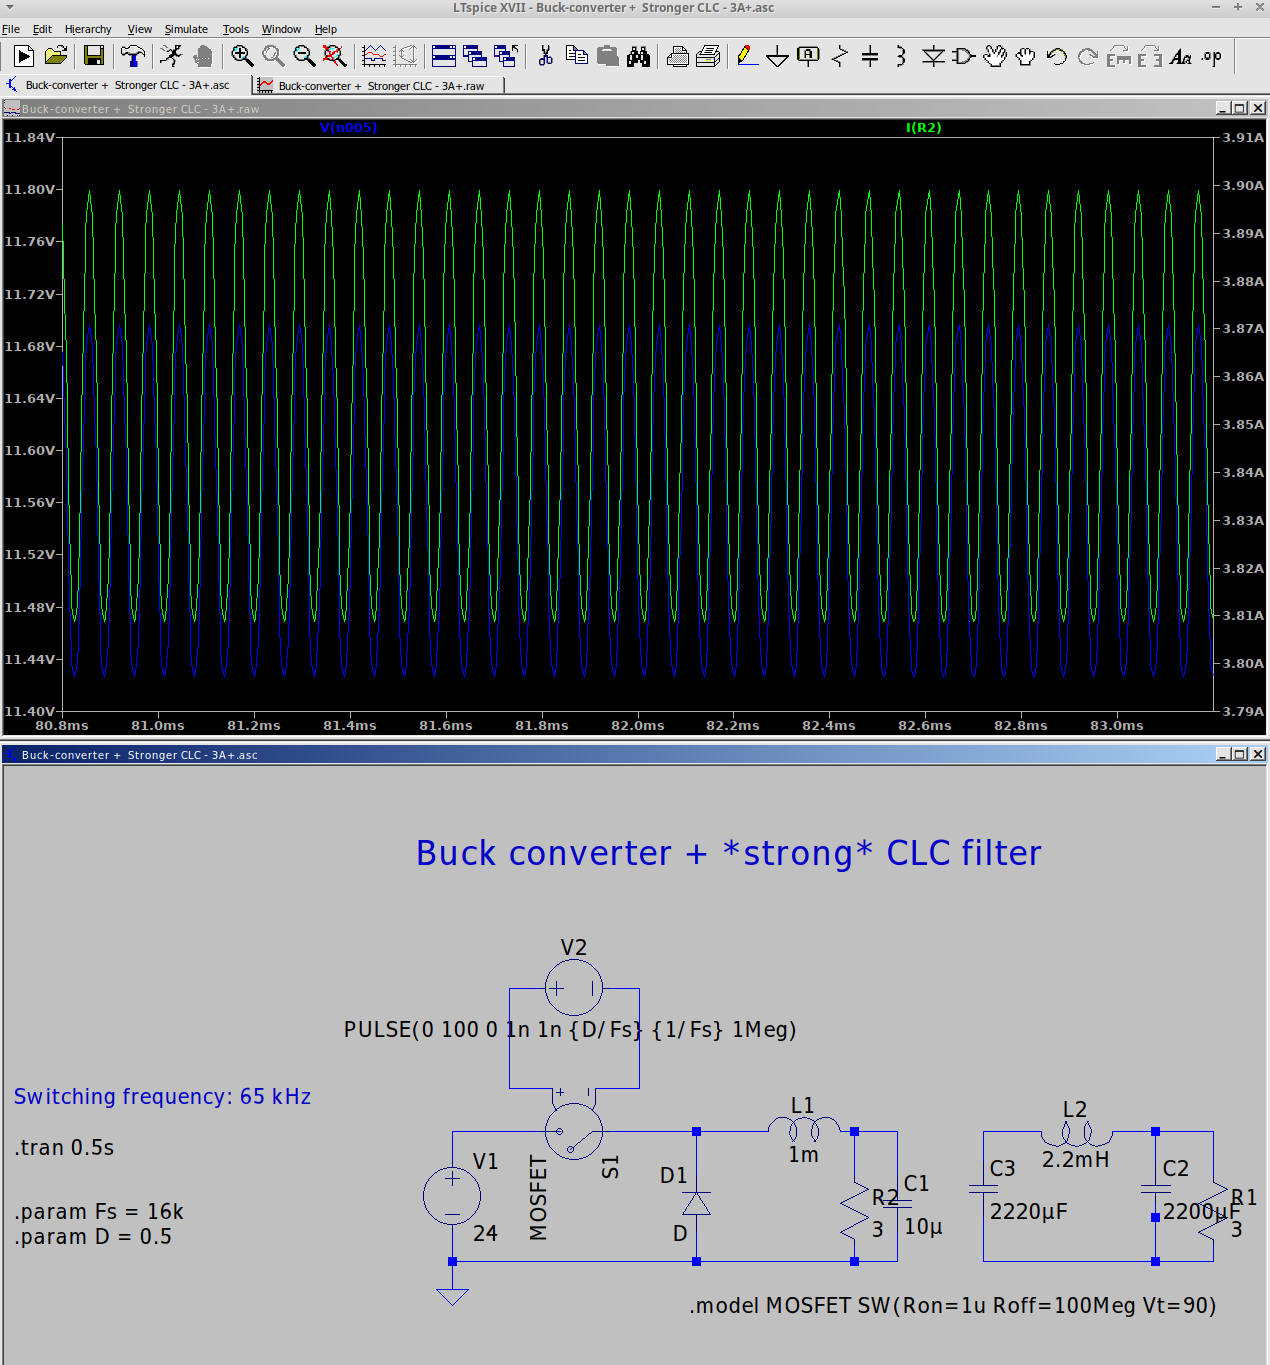 LTspice XVII - Buck-converter + Stronger CLC - 3A+.asc
File Edit Hierarchy View Simulate Tools Window Help
Buck-converter + Stronger CLC - 3A+.asc Buck-converter + Stronger CLC - 3A+.raw
Buck-converter + Stronger CLC - 3A+.raw
V(n005) I(R2)
11.84V 3.91A
11.80V 3.90A
11.76V 3.89A
11.72V 3.88A
11.68V 3.87A
11.64V 3.86A
11.60V 3.85A
11.56V 3.84A
11.52V 3.83A
11.48V 3.82A
11.44V 3.81A
11.40V 3.80A
3.79A
80.8ms 81.0ms 81.2ms 81.4ms 81.6ms 81.8ms 82.0ms 82.2ms 82.4ms 82.6ms 82.8ms 83.0ms
Buck-converter + Stronger CLC - 3A+.asc
Buck converter + *strong* CLC filter
V2
PULSE(0 100 0 1n 1n {D/Fs} {1/Fs} 1Meg)
Switching frequency: 65 kHz
.tran 0.5s
.param Fs = 16k
.param D = 0.5
V1
24
MOSFET
S1
D1
D
L1
1m
R2
3
C1
10µ
C3
2220µF
L2
2.2mH
C2
2200µF
R1
3
.model MOSFET SW(Ron=1u Roff=100Meg Vt=90)